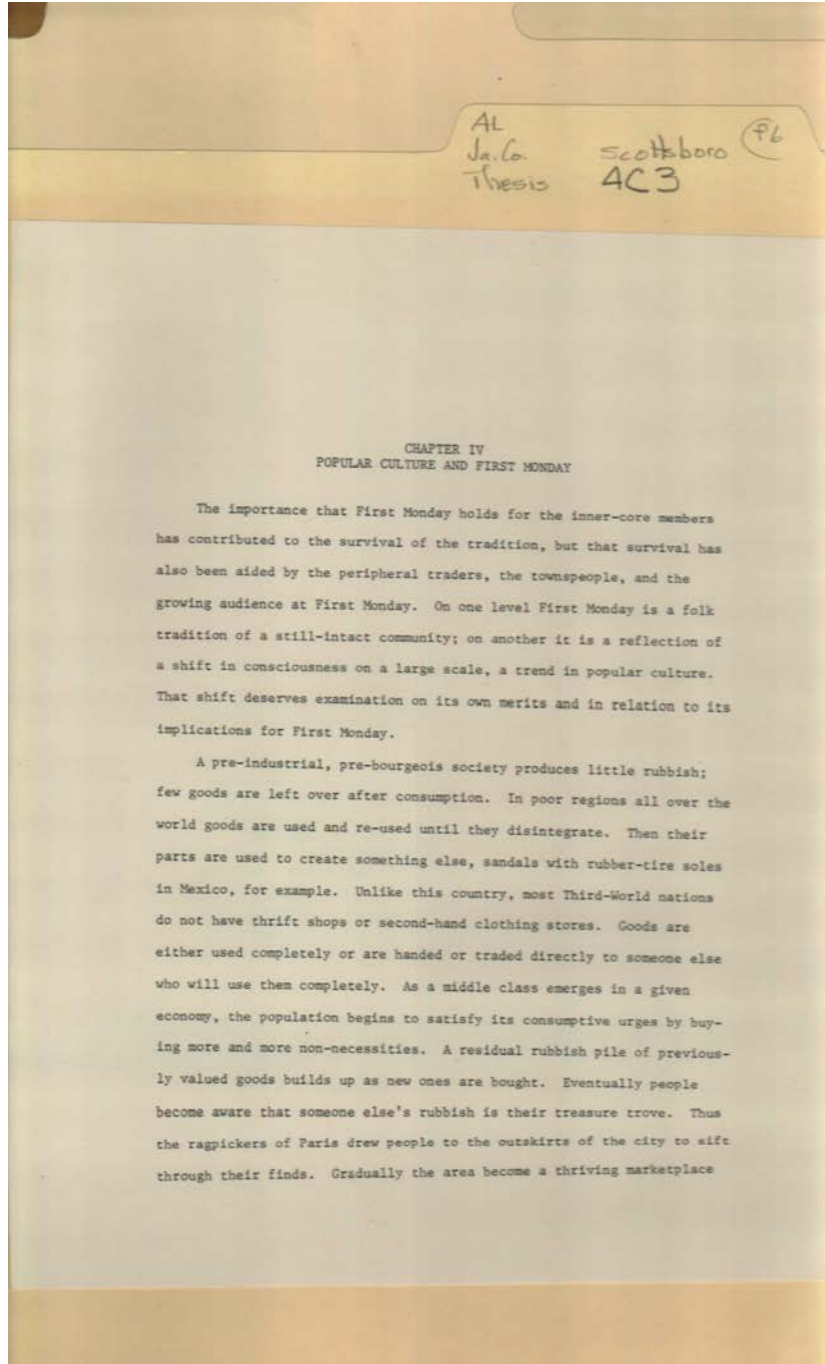 AL
Ja. Co. Scottsboro
Thesis 4C3
CHAPTER IV
POPULAR CULTURE AND FIRST MONDAY
The importance that First Monday holds for the inner-core members
has contributed to the survival of the tradition, but that survival has
also been aided by the peripheral traders, the townspeople, and the
growing audience at First Monday. On one level First Monday is a folk
tradition of a still-intact community; on another it is a reflection of
a shift in consciousness on a large scale, a trend in popular culture.
That shift deserves examination on its own merits and in relation to its
implications for First Monday.
A pre-industrial, pre-bourgeois society produces little rubbish;
few goods are left over after consumption. In poor regions all over the
world goods are used and re-used until they disintegrate. Then their
parts are used to create something else, sandals with rubber-tire soles
in Mexico, for example. Unlike this country, most Third-World nations
do not have thrift shops or second-hand clothing stores. Goods are
either used completely or are handed or traded directly to someone else
who will use them completely. As a middle class emerges in a given
economy, the population begins to satisfy its consumptive urges by buy-
ing more and more non-necessities. A residual rubbish pile of previous-
ly valued goods builds up as new ones are bought. Eventually people
become aware that someone else's rubbish is their treasure trove. Thus
the ragpickers of Paris drew people to the outskirts of the city to sift
through their finds. Gradually the area become a thriving marketplace